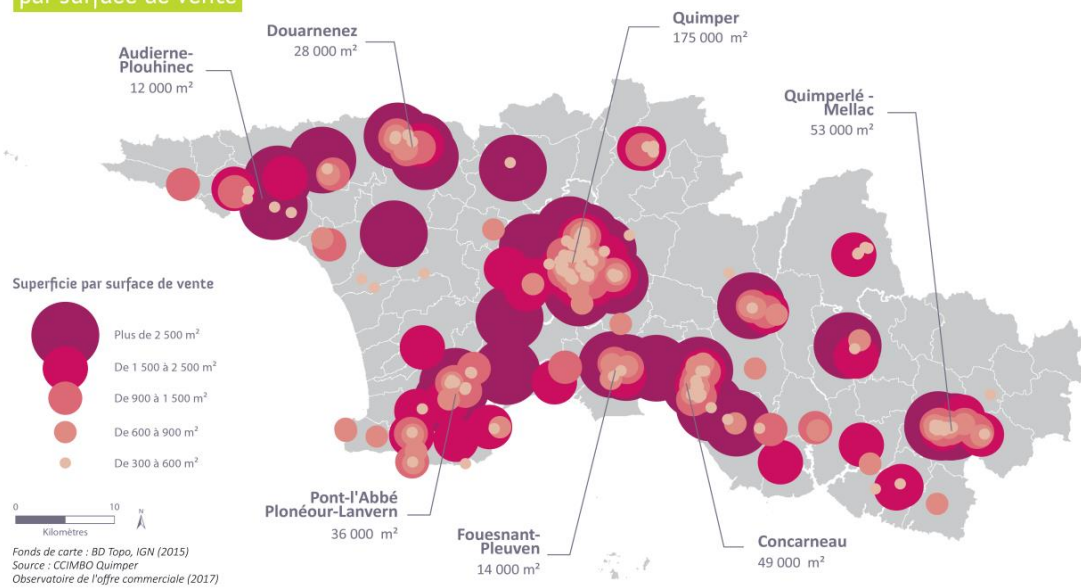 par surface de vente
Quimper
175 000 m²
Douarnenez
28 000 m²
Audierne-
Plouhinec
12 000 m²
Quimperlé -
Mellac
53 000 m²
Superficie par surface de vente
Plus de 2 500 m²
De 1 500 à 2 500 m²
De 900 à 1 500 m²
De 600 à 900 m²
De 300 à 600 m²
0 10
N
Kilomètres
Pont-l'Abbé
Plonéour-Lanvern
36 000 m²
Fouesnant-
Pleuven
14 000 m²
Concarneau
49 000 m²
Fonds de carte : BD Topo, IGN (2015)
Source : CCIMBO Quimper
Observatoire de l'offre commerciale (2017)